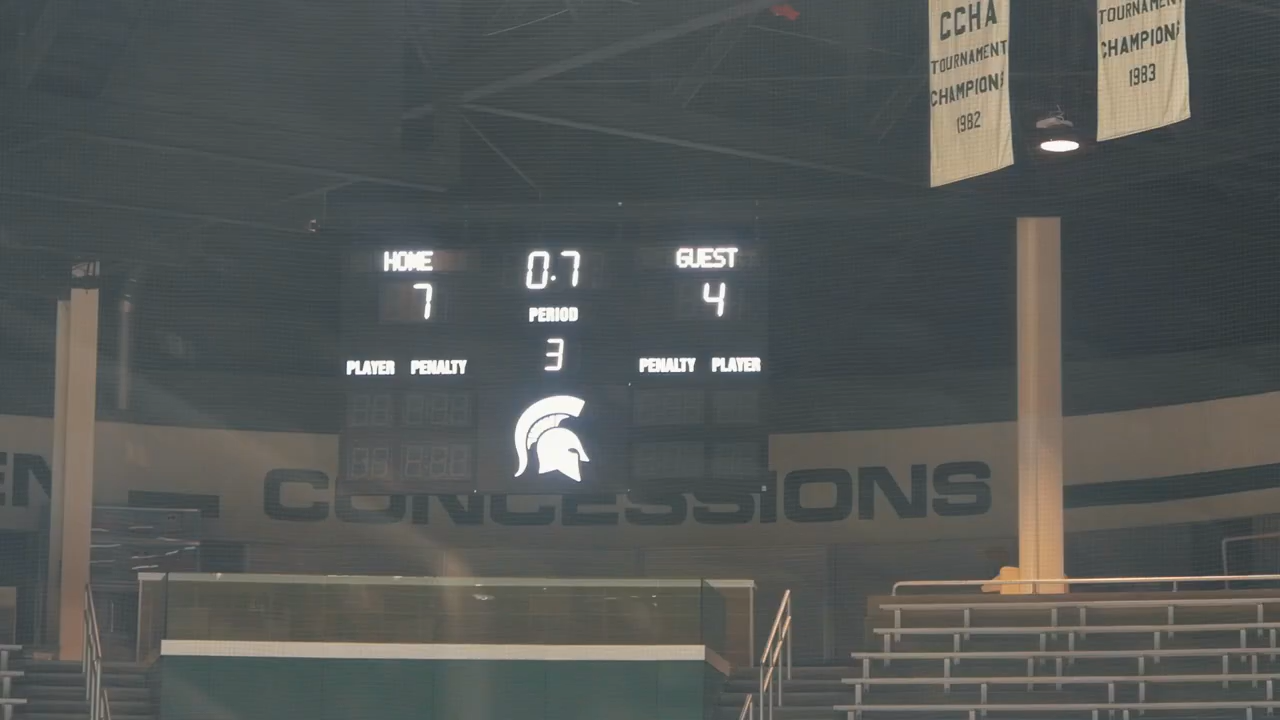 CCHA
TOURNAMENT
CHAMPIONS
1982
TOURNAMENT
CHAMPIONS
1983
HOME 0.7 GUEST
7 PERIOD 4
3
PLAYER PENALTY PENALTY PLAYER
CONCESSIONS